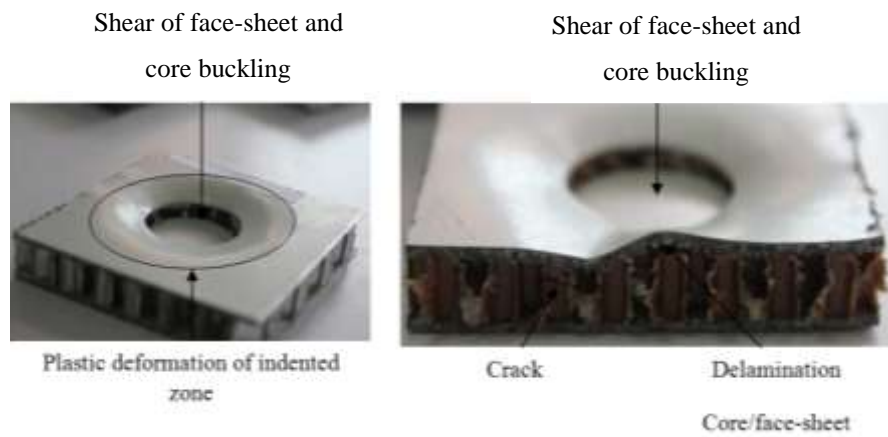 Shear of face-sheet and
core buckling
Shear of face-sheet and
core buckling
Plastic deformation of indented
zone
Crack
Delamination
Core/face-sheet